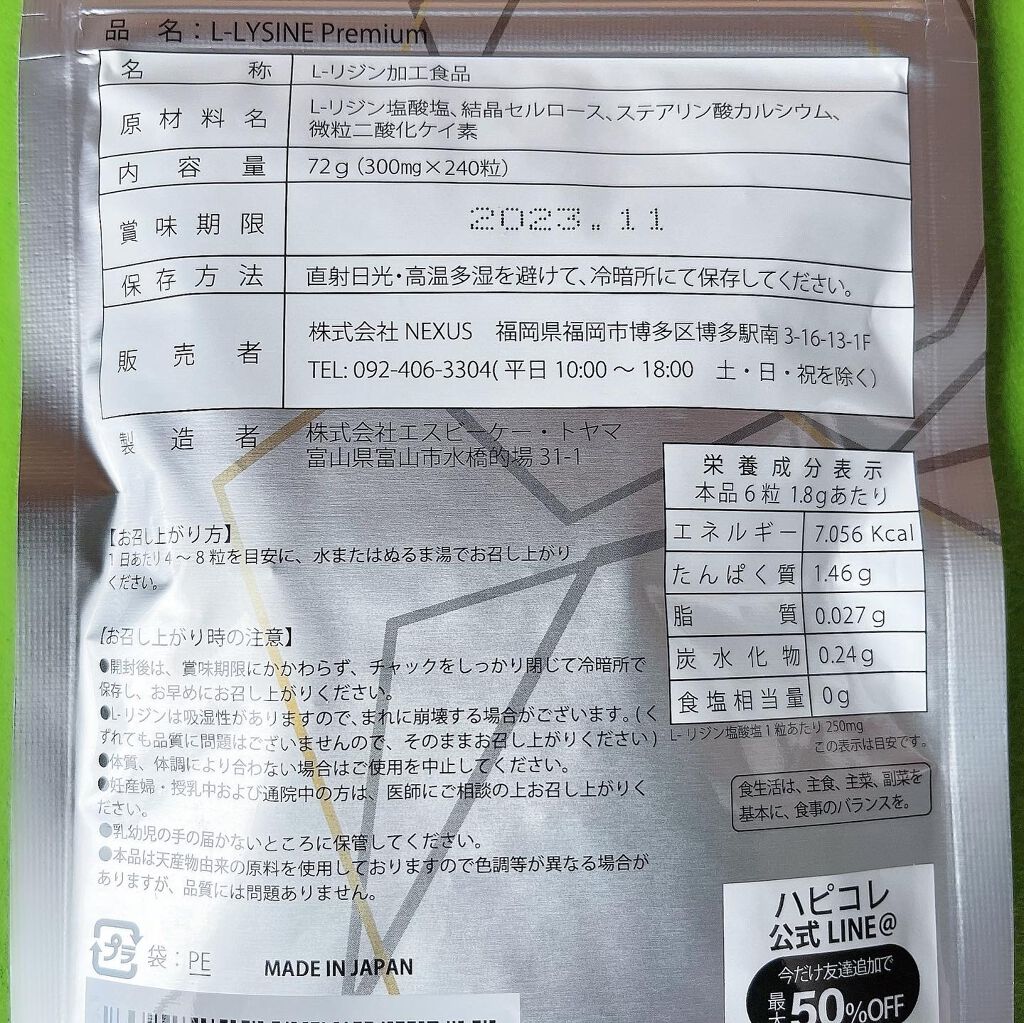 品 名：L-LYSINE Premium
名 称 L-リジン加工食品
原材料名 L-リジン塩酸塩、結晶セルロース、ステアリン酸カルシウム、
微粒二酸化ケイ素
内 容 量 72g（300mg×240粒）
賞味期限 2023.11
保存方法 直射日光・高温多湿を避けて、冷暗所にて保存してください。
販 売 者 株式会社 NEXUS 福岡県福岡市博多区博多駅南 3-16-13-1F
TEL: 092-406-3304( 平日 10:00 ～ 18:00 土・日・祝を除く)
製 造 者 株式会社エスビーケー・トヤマ
富山県富山市水橋的場 31-1
栄養成分表示
本品６粒 1.8gあたり
エネルギー 7.056 Kcal
たんぱく質 1.46 g
脂 質 0.027 g
炭水化物 0.24 g
食塩相当量 0g
L- リジン塩酸塩 1 粒あたり 250mg
この表示は目安です。
【お召し上がり方】
1 日あたり 4 ～ 8 粒を目安に、水またはぬるま湯でお召し上がり
ください。
【お召し上がり時の注意】
●開封後は、賞味期限にかかわらず、チャックをしっかり閉じて冷暗所で
保存し、お早めにお召し上がりください。
●L-リジンは吸湿性がありますので、まれに崩壊する場合がございます。(く
ずれても品質に問題はございませんので、そのままお召し上がりください)
●体質、体調により合わない場合はご使用を中止してください。
●妊産婦・授乳中および通院中の方は、医師にご相談の上お召し上がりく
ださい。
●乳幼児の手の届かないところに保管してください。
●本品は天産物由来の原料を使用しておりますので色調等が異なる場合が
ありますが、品質には問題ありません。
食生活は、主食、主菜、副菜を
基本に、食事のバランスを。
プラ 袋：PE
MADE IN JAPAN
ハピコレ
公式 LINE@
今だけ友達追加で
最大50%OFF